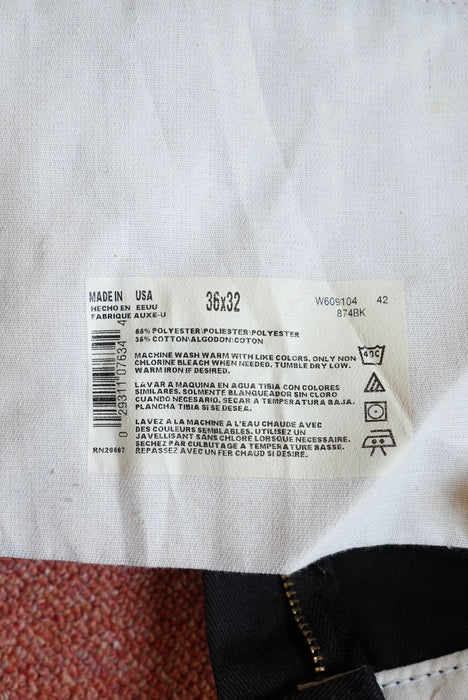 MADE IN USA 36x32 W609104 42
HECHO EN EEUU 874BK
FABRIQUE AUX E-U
65% POLYESTER\POLIESTER\POLYESTER
35% COTTON\ALGODON\COTON
MACHINE WASH WARM WITH LIKE COLORS. ONLY NON
CHLORINE BLEACH WHEN NEEDED. TUMBLE DRY LOW.
WARM IRON IF DESIRED.
LAVAR A MAQUINA EN AGUA TIBIA CON COLORES
SIMILARES. SOLMENTE BLANQUEADOR SIN CLORO
CUANDO NECESARIO. SECAR A TEMPERATURA BAJA.
PLANCHA TIBIA SI SE DESEA.
LAVEZ A LA MACHINE A L'EAU CHAUDE AVEC
DES COULEURS SEMBLABLES. UTILISEZ UN
JAVELLISANT SANS CHLORE LORSQUE NECESSAIRE.
SECHEZ PAR CULBUTAGE A TEMPERATURE BASSE.
REPASSEZ AVEC UN FER CHAUD SI DESIRE.
0 29311 07634 4
RN20697
40C